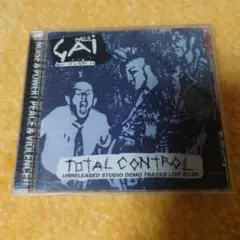 GAI
TOTAL CONTROL
UNRELEASED STUDIO DEMO TRACKS LIVE
NOISE & POWER! PEACE & VIOLENCE!!!